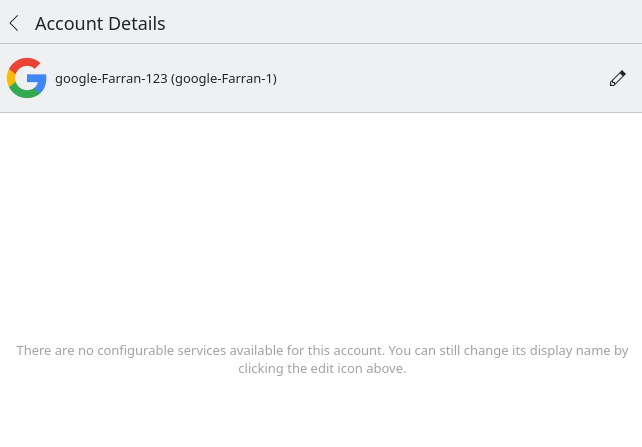 Account Details
google-Farran-123 (google-Farran-1)
There are no configurable services available for this account. You can still change its display name by
clicking the edit icon above.